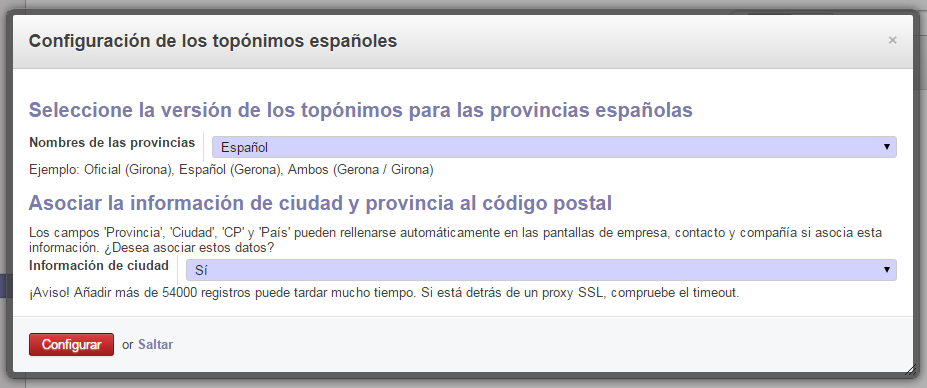 Configuración de los topónimos españoles ×
Seleccione la versión de los topónimos para las provincias españolas
Nombres de las provincias Español
Ejemplo: Oficial (Girona), Español (Gerona), Ambos (Gerona / Girona)
Asociar la información de ciudad y provincia al código postal
Los campos 'Provincia', 'Ciudad', 'CP' y 'País' pueden rellenarse automáticamente en las pantallas de empresa, contacto y compañía si asocia esta
información. ¿Desea asociar estos datos?
Información de ciudad Sí
¡Aviso! Añadir más de 54000 registros puede tardar mucho tiempo. Si está detrás de un proxy SSL, compruebe el timeout.
Configurar or Saltar